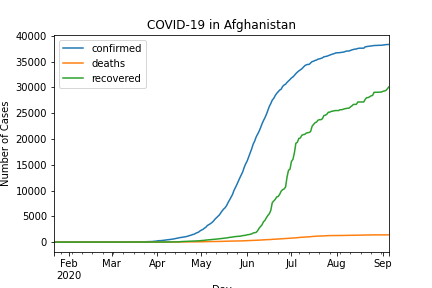 COVID-19 in Afghanistan
confirmed
deaths
recovered
Number of Cases
40000
35000
30000
25000
20000
15000
10000
5000
0
Feb
2020
Mar
Apr
May
Jun
Jul
Aug
Sep